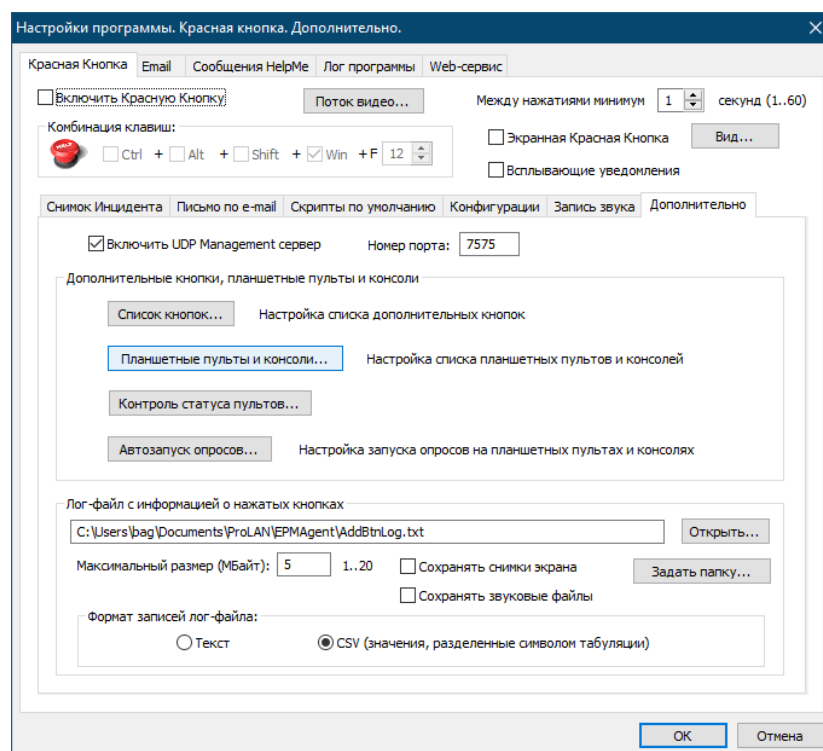 Настройки программы. Красная кнопка. Дополнительно.
Красная Кнопка Email Сообщения HelpMe Лог программы Web-сервис
Включить Красную Кнопку Поток видео... Между нажатиями минимум 1 секунд (1..60)
Комбинация клавиш:
HELP Ctrl + Alt + Shift + Win + F 12
Экранная Красная Кнопка Вид...
Всплывающие уведомления
Снимок Инцидента Письмо по e-mail Скрипты по умолчанию Конфигурации Запись звука Дополнительно
Включить UDP Management сервер Номер порта: 7575
Дополнительные кнопки, планшетные пульты и консоли
Список кнопок... Настройка списка дополнительных кнопок
Планшетные пульты и консоли... Настройка списка планшетных пультов и консолей
Контроль статуса пультов...
Автозапуск опросов... Настройка запуска опросов на планшетных пультах и консолях
Лог-файл с информацией о нажатых кнопках
C:\Users\bag\Documents\ProLAN\EPMAgent\AddBtnLog.txt Открыть...
Максимальный размер (МБайт): 5 1..20 Сохранять снимки экрана Задать папку...
Сохранять звуковые файлы
Формат записей лог-файла:
Текст CSV (значения, разделенные символом табуляции)
OK Отмена